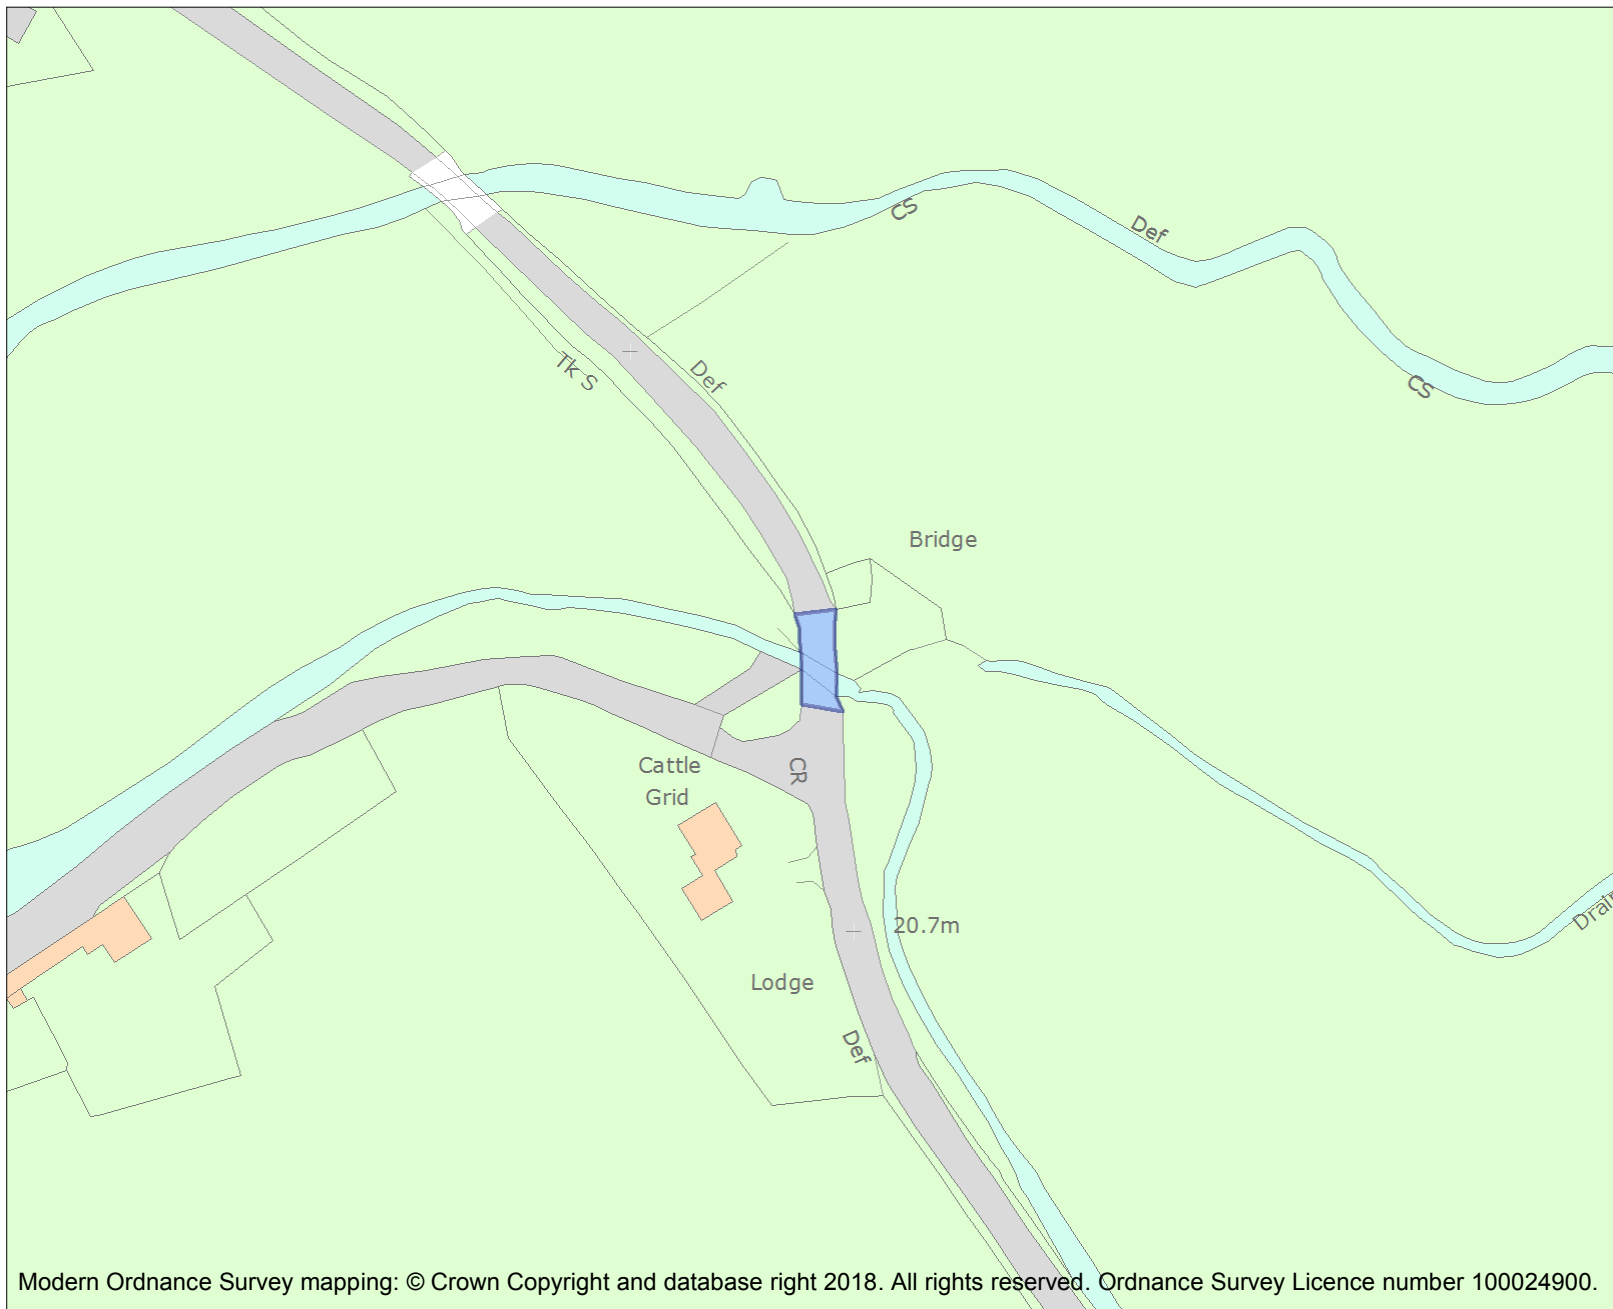 CS
Def
Tk S
Def
CS
Bridge
Cattle
Grid
CR
Drain
20.7m
Lodge
Def
Modern Ordnance Survey mapping: © Crown Copyright and database right 2018. All rights reserved. Ordnance Survey Licence number 100024900.